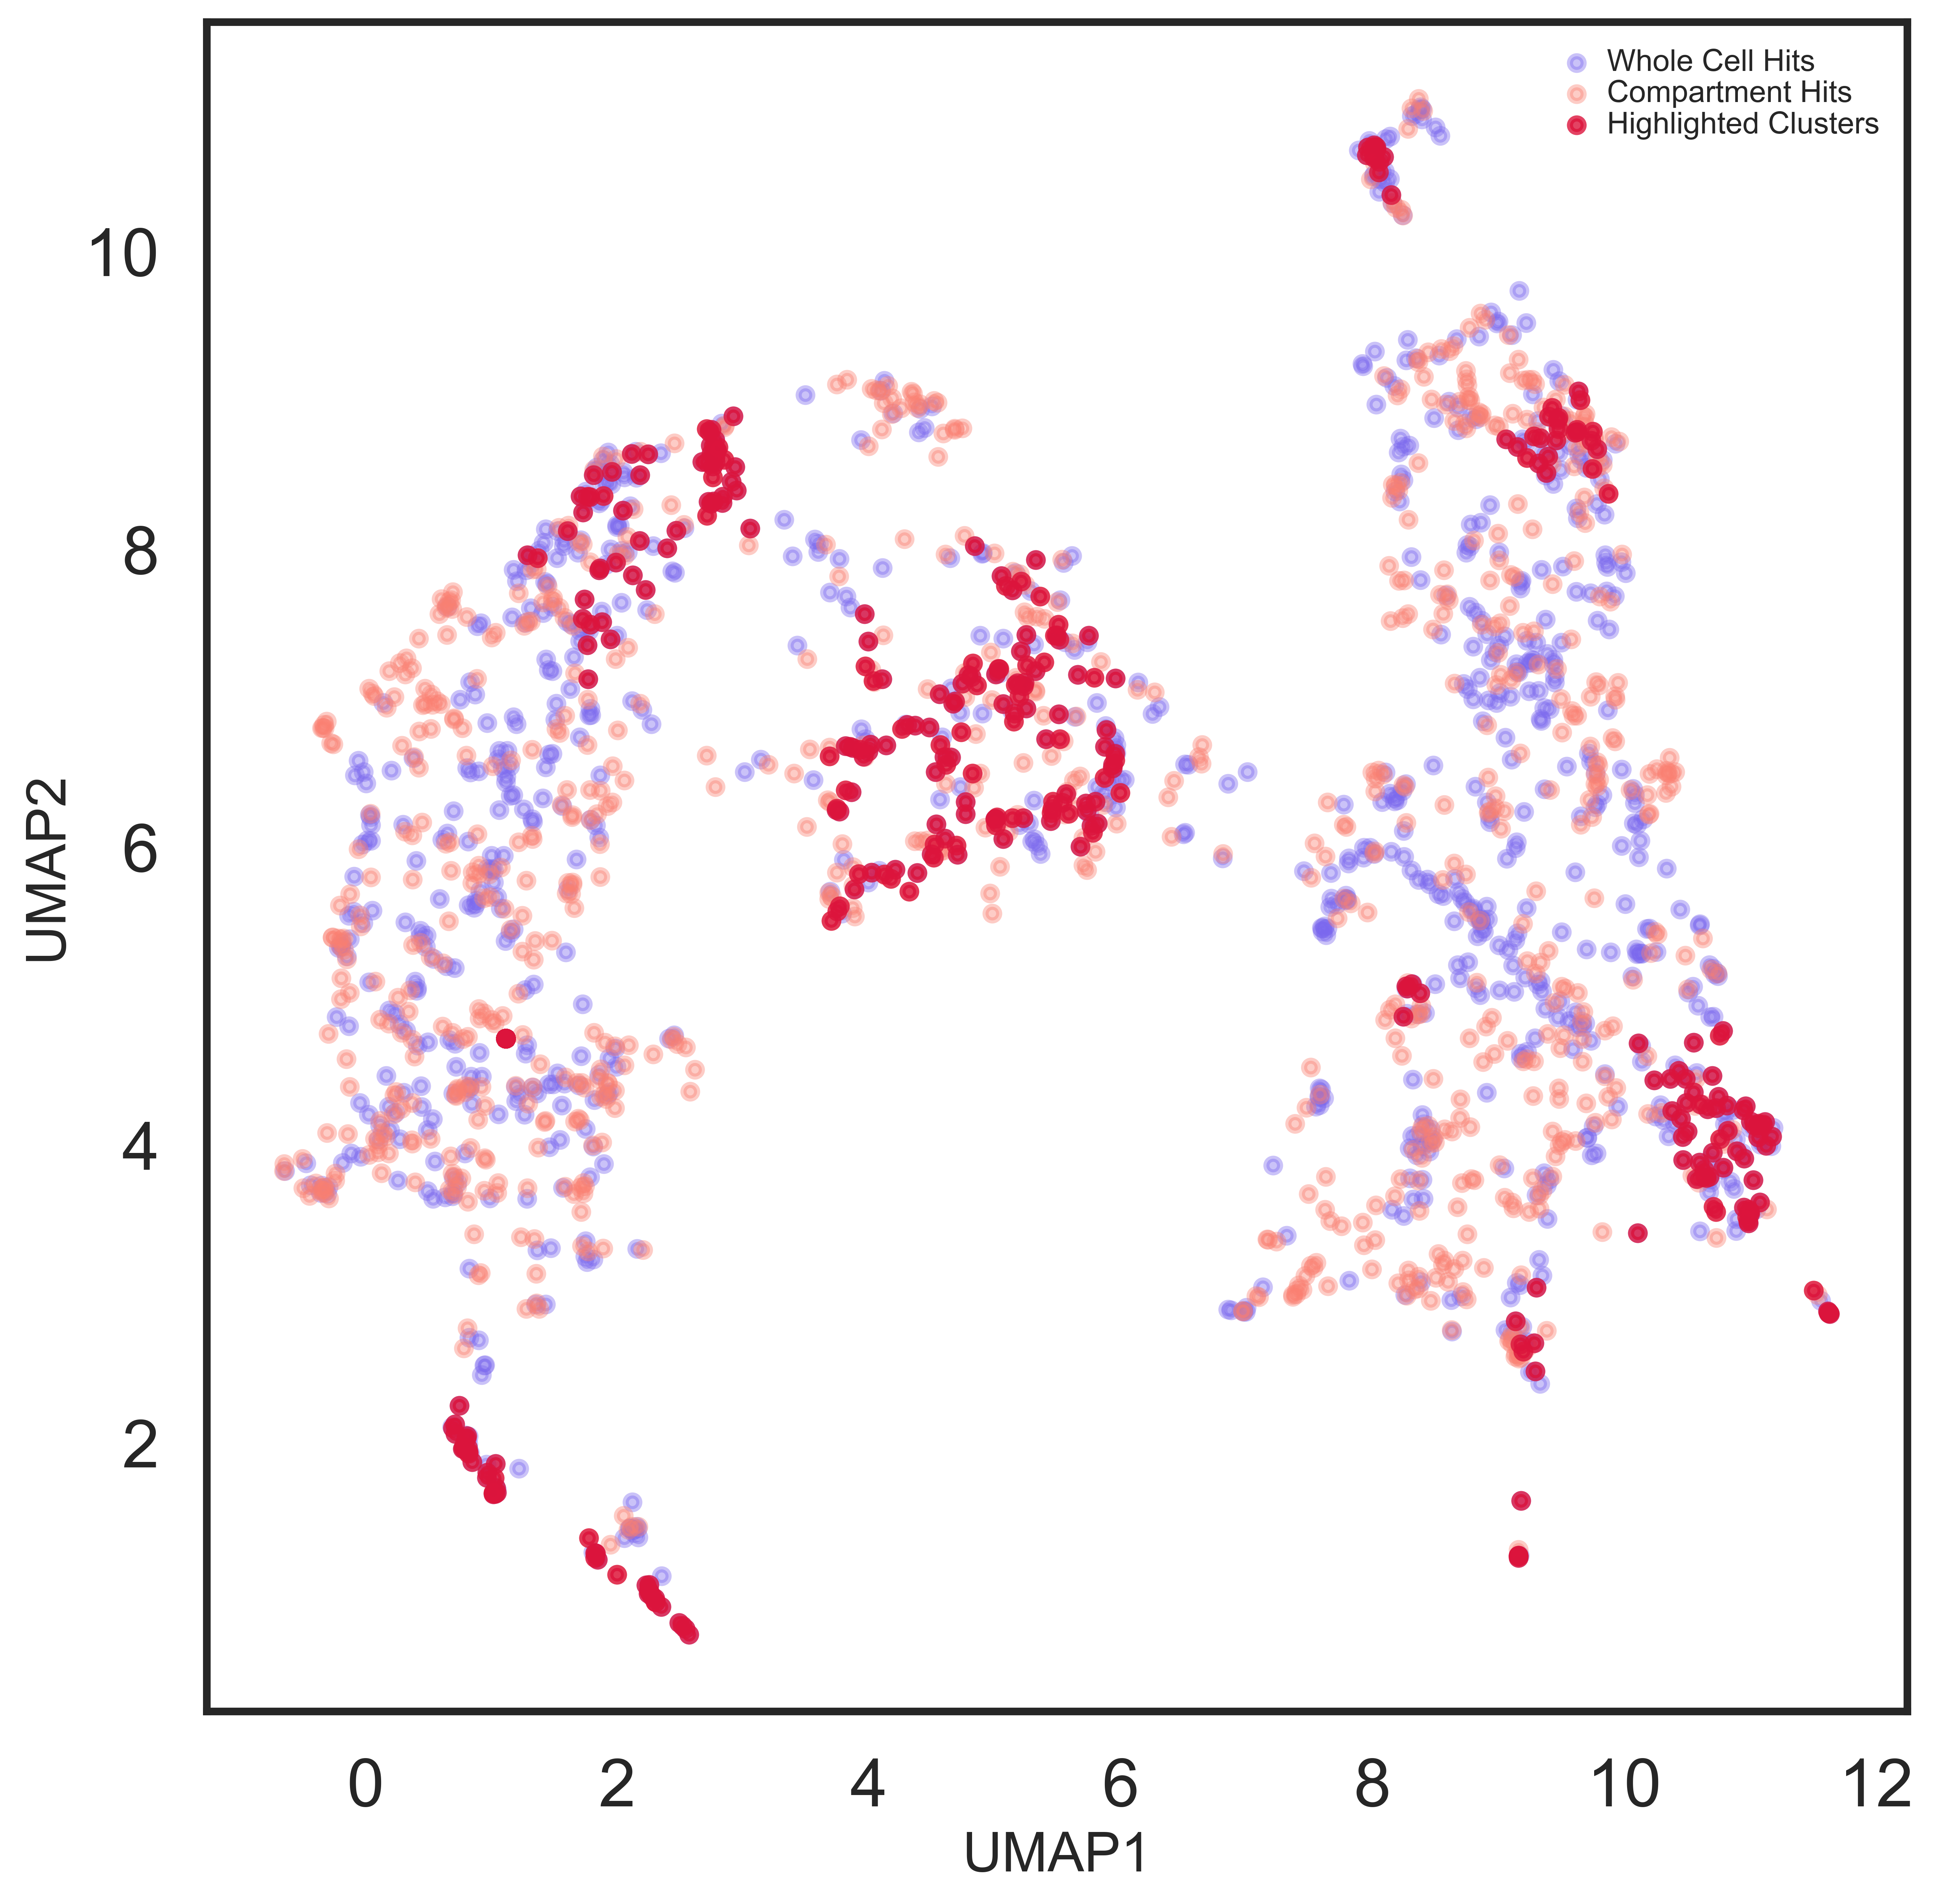 Whole Cell Hits
Compartment Hits
Highlighted Clusters
10
8
6
4
2
UMAP2
0 2 4 6 8 10 12
UMAP1